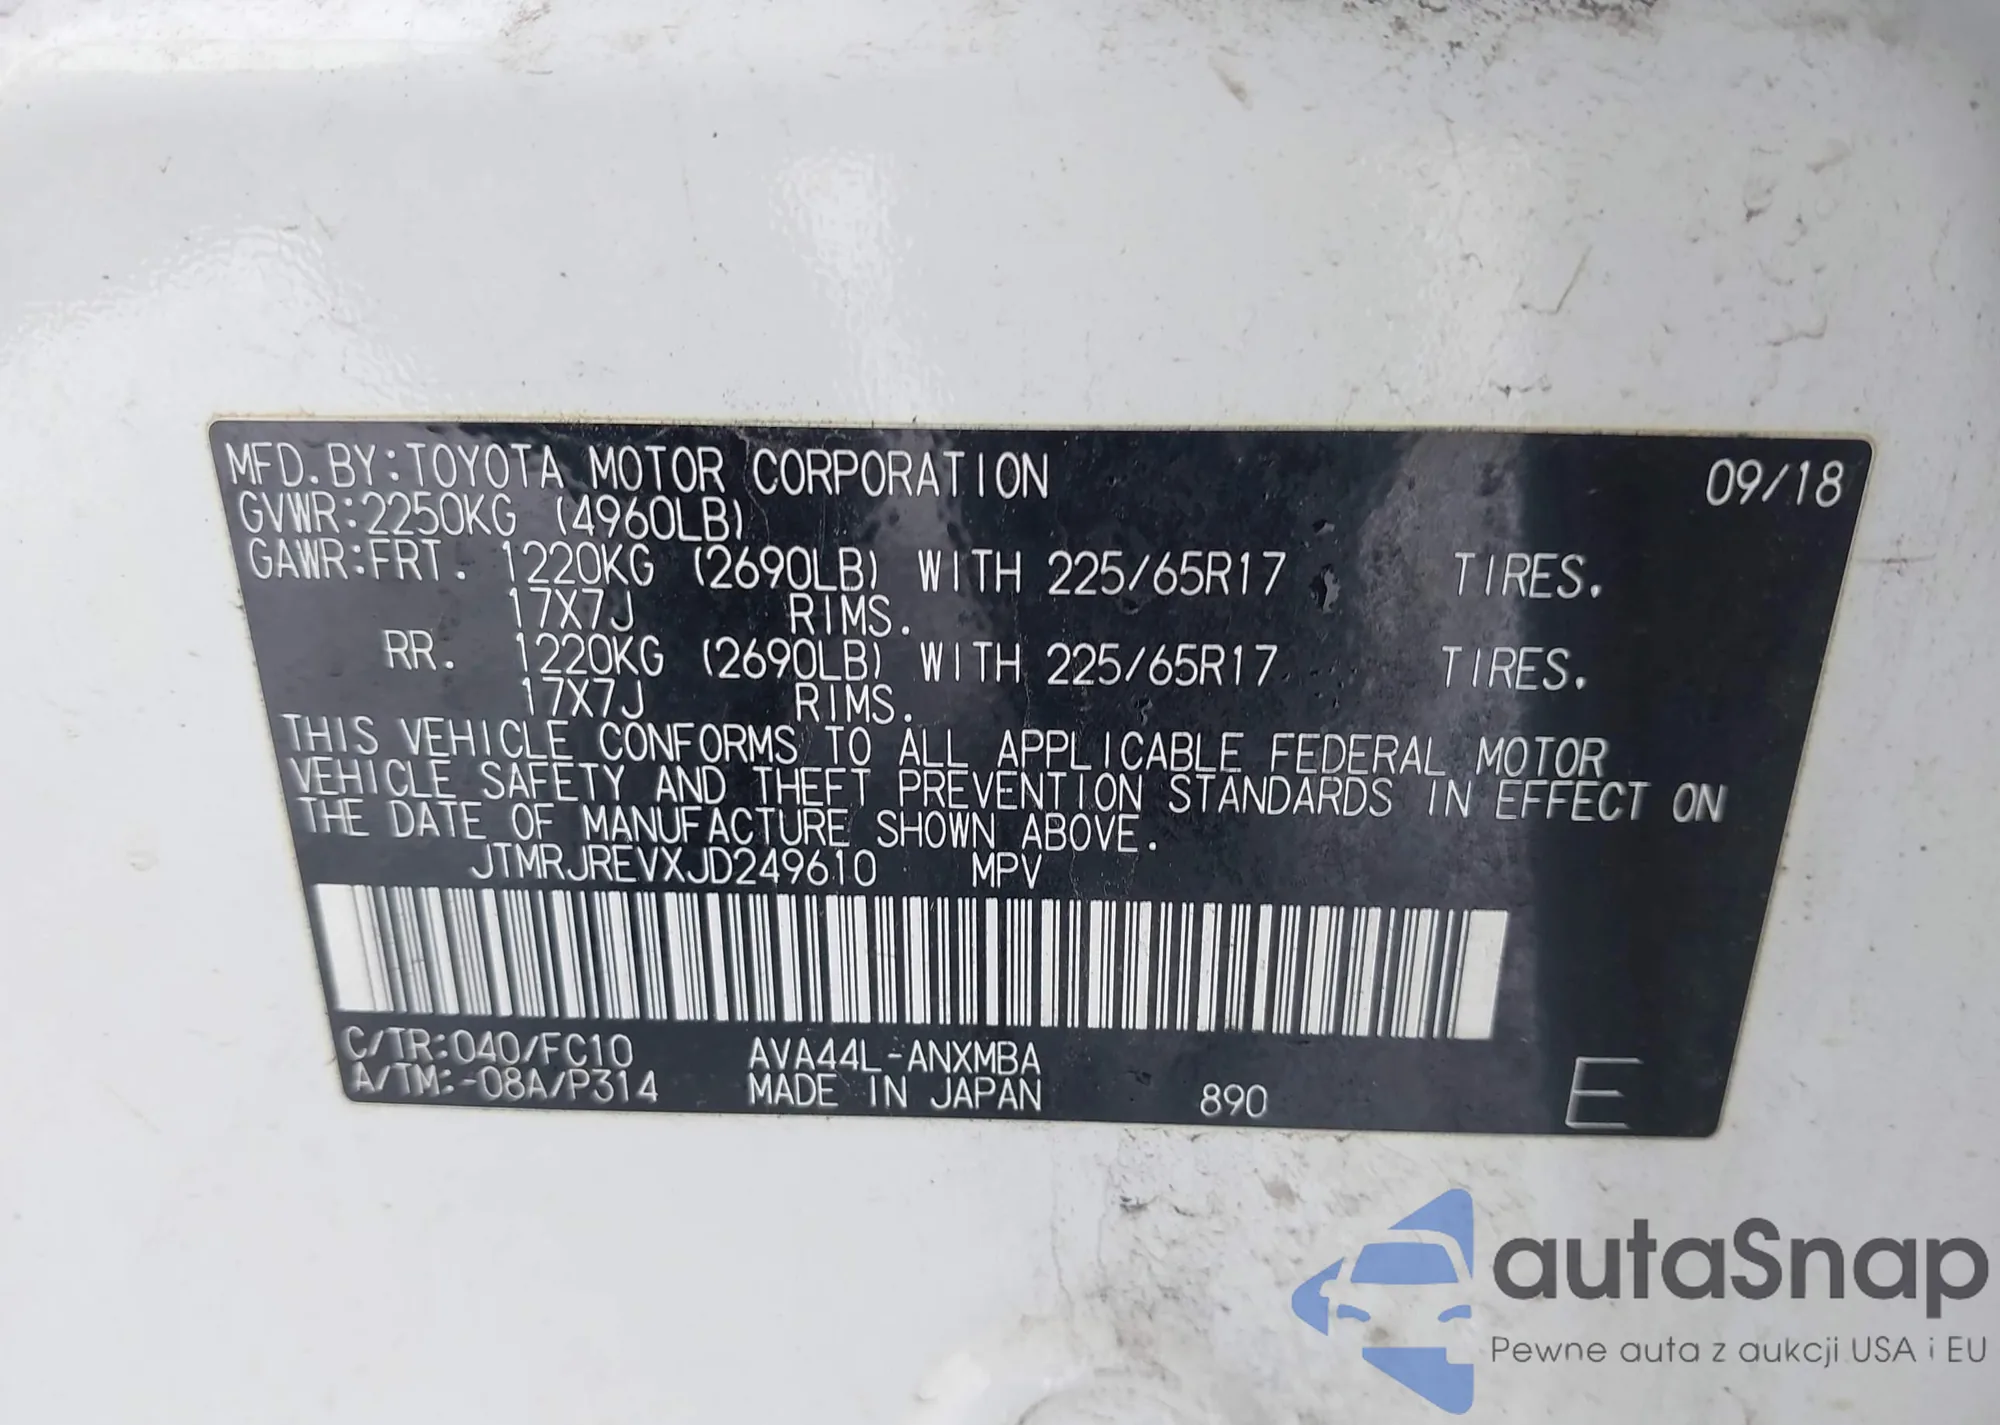 MFD.BY:TOYOTA MOTOR CORPORATION 09/18
GVWR:2250KG (4960LB)
GAWR:FRT. 1220KG (2690LB) WITH 225/65R17 TIRES.
17X7J RIMS.
RR. 1220KG (2690LB) WITH 225/65R17 TIRES.
17X7J RIMS.
THIS VEHICLE CONFORMS TO ALL APPLICABLE FEDERAL MOTOR
VEHICLE SAFETY AND THEFT PREVENTION STANDARDS IN EFFECT ON
THE DATE OF MANUFACTURE SHOWN ABOVE.
JTMRJREVXJD249610 MPV
C/TR:040/FC10 AVA44L-ANXMBA
A/TM:-08A/P314 MADE IN JAPAN 890 E
autaSnap
Pewne auta z aukcji USA i EU